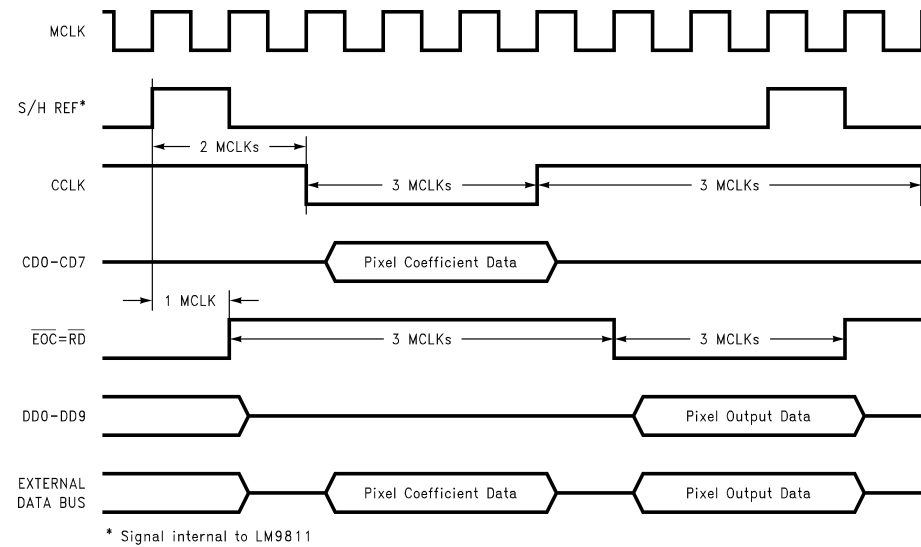 MCLK
S/H REF*
2 MCLKs
CCLK
3 MCLKs
3 MCLKs
CD0-CD7
Pixel Coefficient Data
1 MCLK
EOC=RD
3 MCLKs
3 MCLKs
DD0-DD9
Pixel Output Data
EXTERNAL
DATA BUS
Pixel Coefficient Data
Pixel Output Data
* Signal internal to LM9811